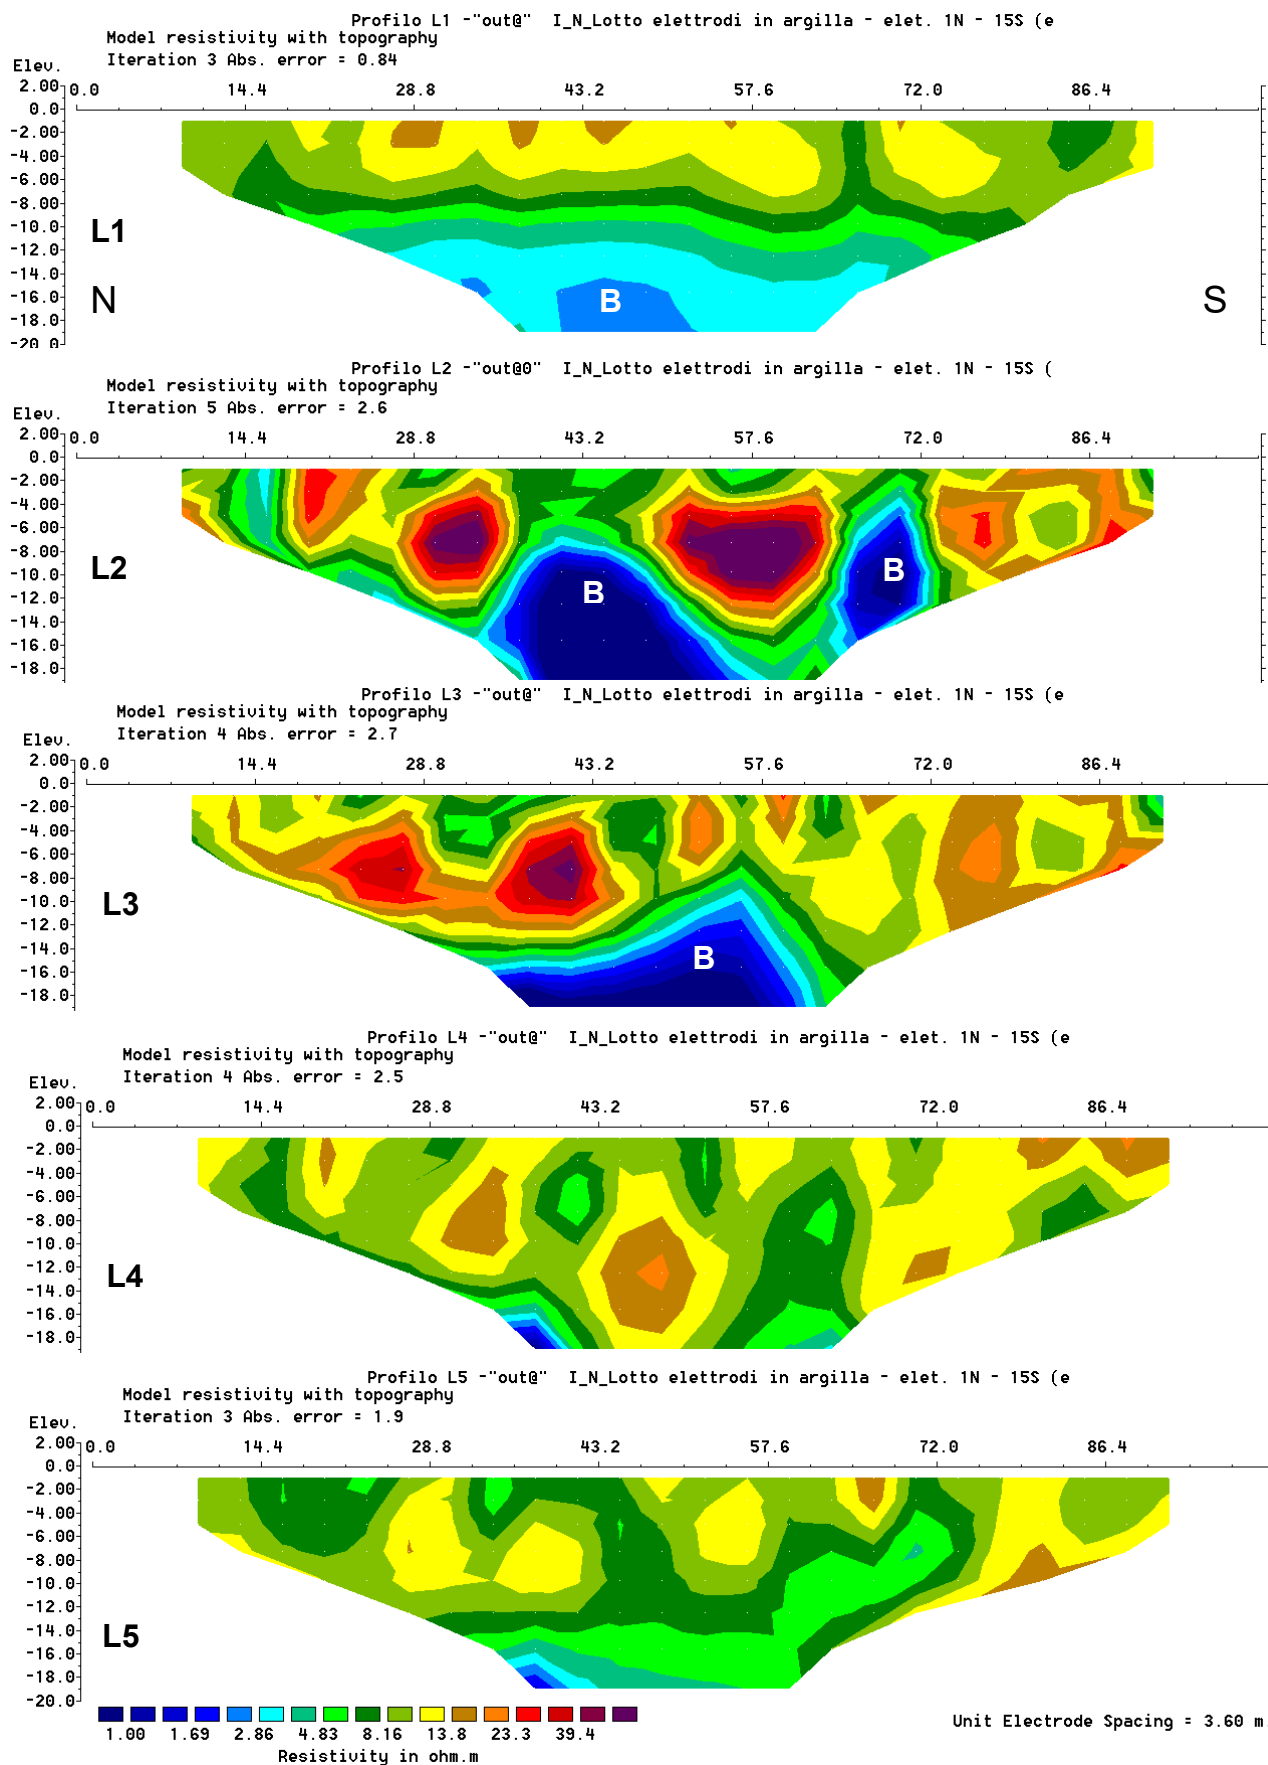 Profilo L1 -"out@" I_N_Lotto elettrodi in argilla - elet. 1N - 15S (e
Model resistivity with topography
Iteration 3 Abs. error = 0.84
Elev.
0.0 14.4 28.8 43.2 57.6 72.0 86.4
2.00
0.0
-2.00
-4.00
-6.00
-8.00
-10.0
-12.0
-14.0
-16.0
-18.0
-20.0
L1
N
B
S
Profilo L2 -"out@0" I_N_Lotto elettrodi in argilla - elet. 1N - 15S (
Model resistivity with topography
Iteration 5 Abs. error = 2.6
Elev.
0.0 14.4 28.8 43.2 57.6 72.0 86.4
2.00
0.0
-2.00
-4.00
-6.00
-8.00
-10.0
-12.0
-14.0
-16.0
-18.0
L2
B
B
Profilo L3 -"out@" I_N_Lotto elettrodi in argilla - elet. 1N - 15S (e
Model resistivity with topography
Iteration 4 Abs. error = 2.7
Elev.
0.0 14.4 28.8 43.2 57.6 72.0 86.4
2.00
0.0
-2.00
-4.00
-6.00
-8.00
-10.0
-12.0
-14.0
-16.0
-18.0
L3
B
Profilo L4 -"out@" I_N_Lotto elettrodi in argilla - elet. 1N - 15S (e
Model resistivity with topography
Iteration 4 Abs. error = 2.5
Elev.
0.0 14.4 28.8 43.2 57.6 72.0 86.4
2.00
0.0
-2.00
-4.00
-6.00
-8.00
-10.0
-12.0
-14.0
-16.0
-18.0
L4
Profilo L5 -"out@" I_N_Lotto elettrodi in argilla - elet. 1N - 15S (e
Model resistivity with topography
Iteration 3 Abs. error = 1.9
Elev.
0.0 14.4 28.8 43.2 57.6 72.0 86.4
2.00
0.0
-2.00
-4.00
-6.00
-8.00
-10.0
-12.0
-14.0
-16.0
-18.0
-20.0
L5
1.00 1.69 2.86 4.83 8.16 13.8 23.3 39.4
Resistivity in ohm.m
Unit Electrode Spacing = 3.60 m.